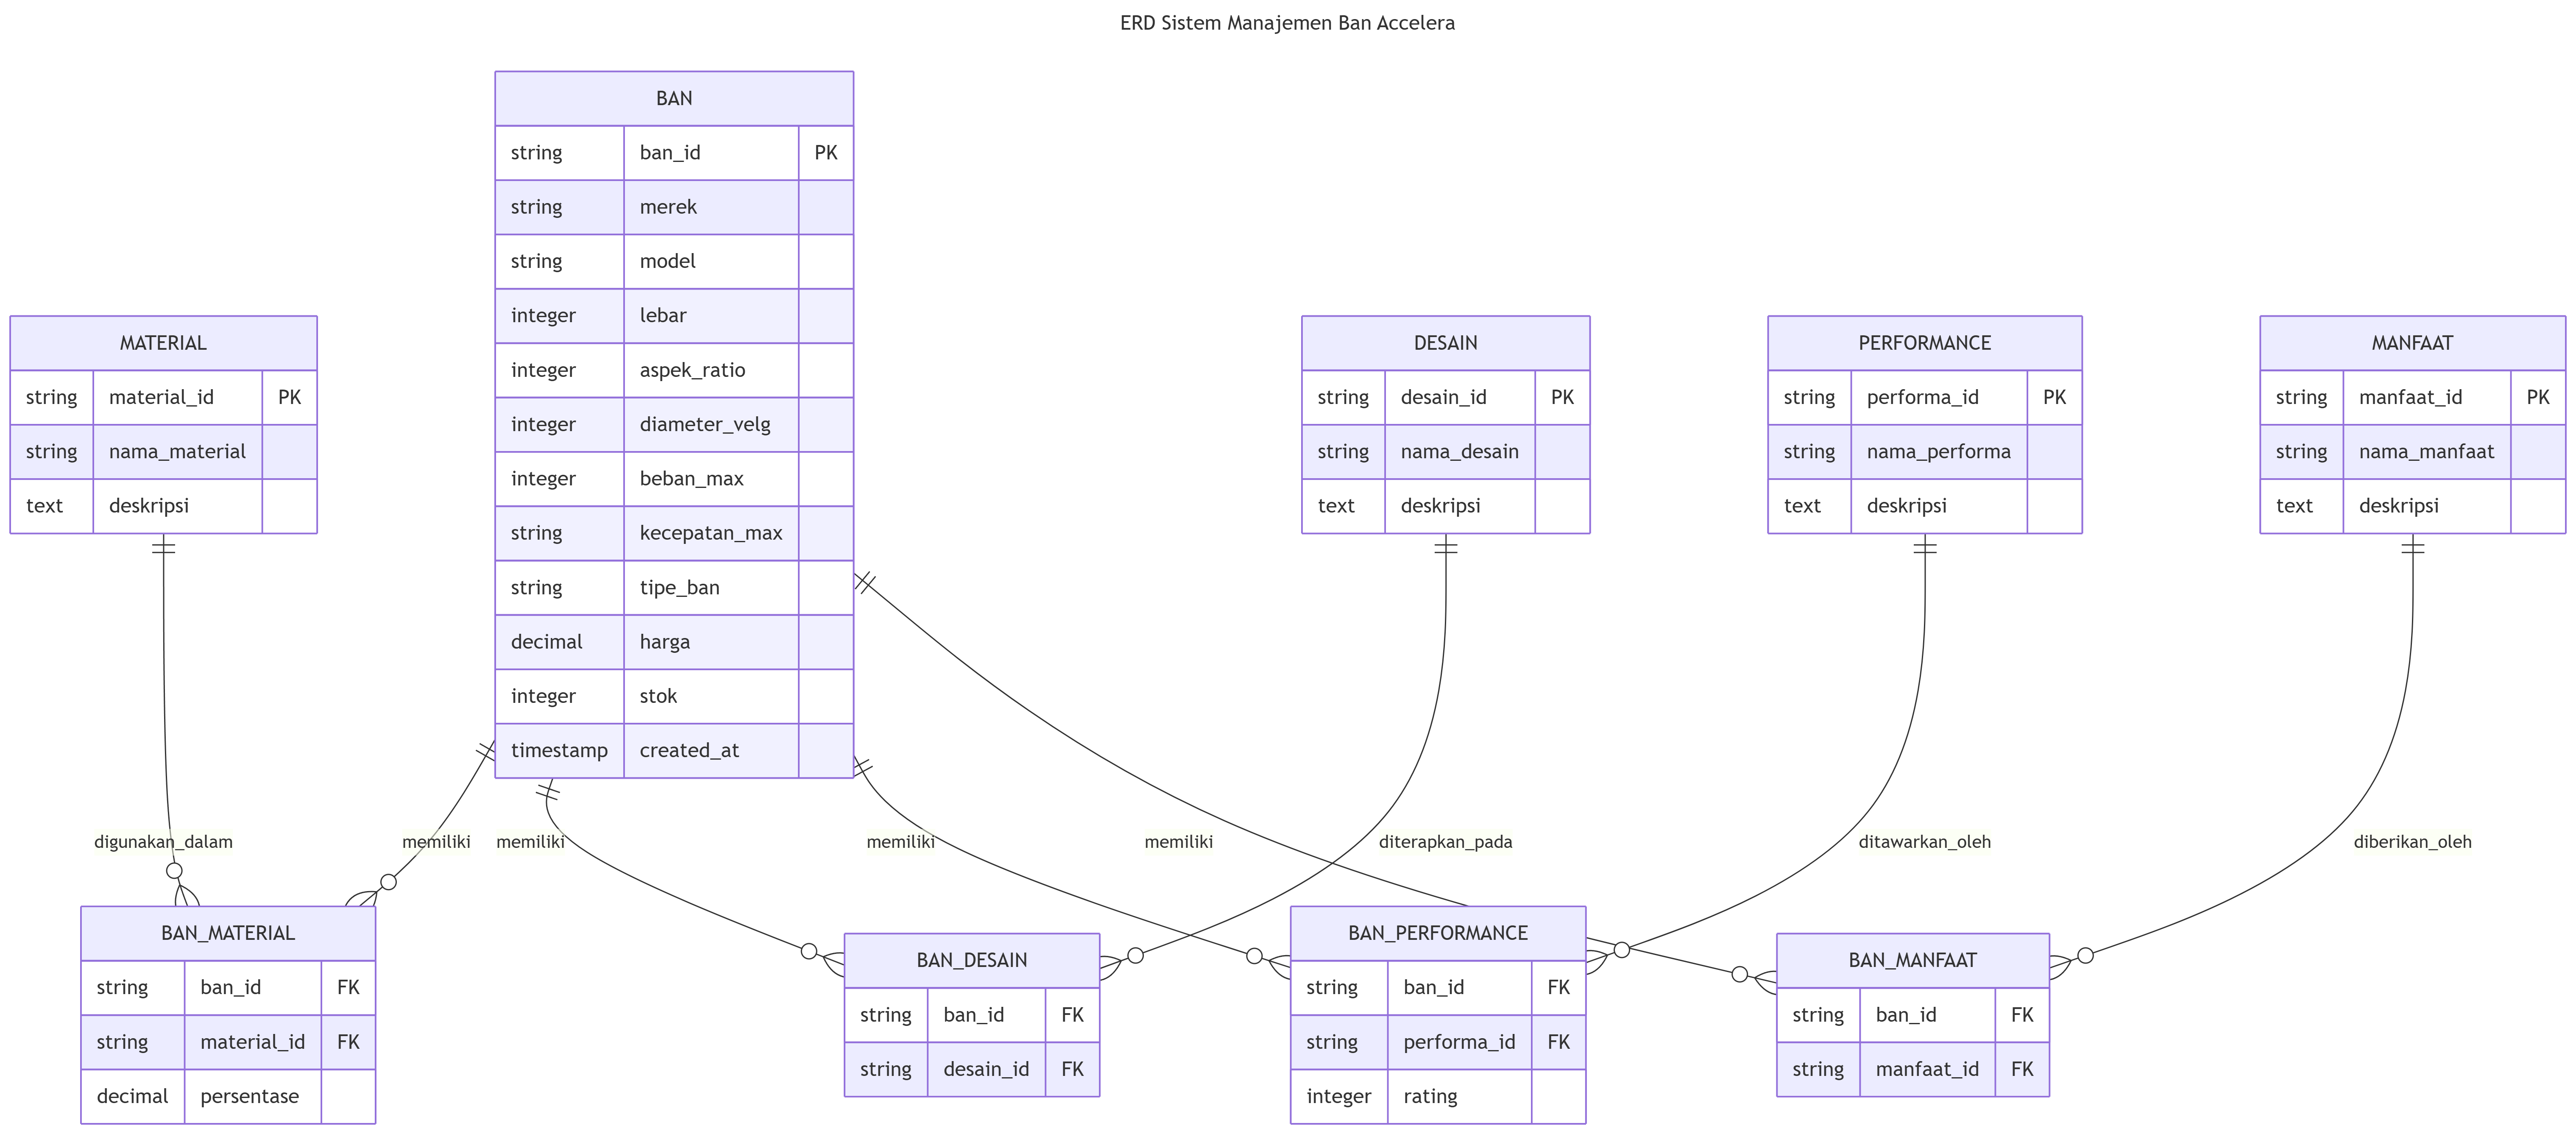 ERD Sistem Manajemen Ban Accelera
BAN
string ban_id PK
string merek
string model
integer lebar
integer aspek_ratio
integer diameter_velg
integer beban_max
string kecepatan_max
string tipe_ban
decimal harga
integer stok
timestamp created_at
MATERIAL
string material_id PK
string nama_material
text deskripsi
DESAIN
string desain_id PK
string nama_desain
text deskripsi
PERFORMANCE
string performa_id PK
string nama_performa
text deskripsi
MANFAAT
string manfaat_id PK
string nama_manfaat
text deskripsi
digunakan_dalam
memiliki
memiliki
memiliki
memiliki
diterapkan_pada
ditawarkan_oleh
diberikan_oleh
BAN_MATERIAL
string ban_id FK
string material_id FK
decimal persentase
BAN_DESAIN
string ban_id FK
string desain_id FK
BAN_PERFORMANCE
string ban_id FK
string performa_id FK
integer rating
BAN_MANFAAT
string ban_id FK
string manfaat_id FK